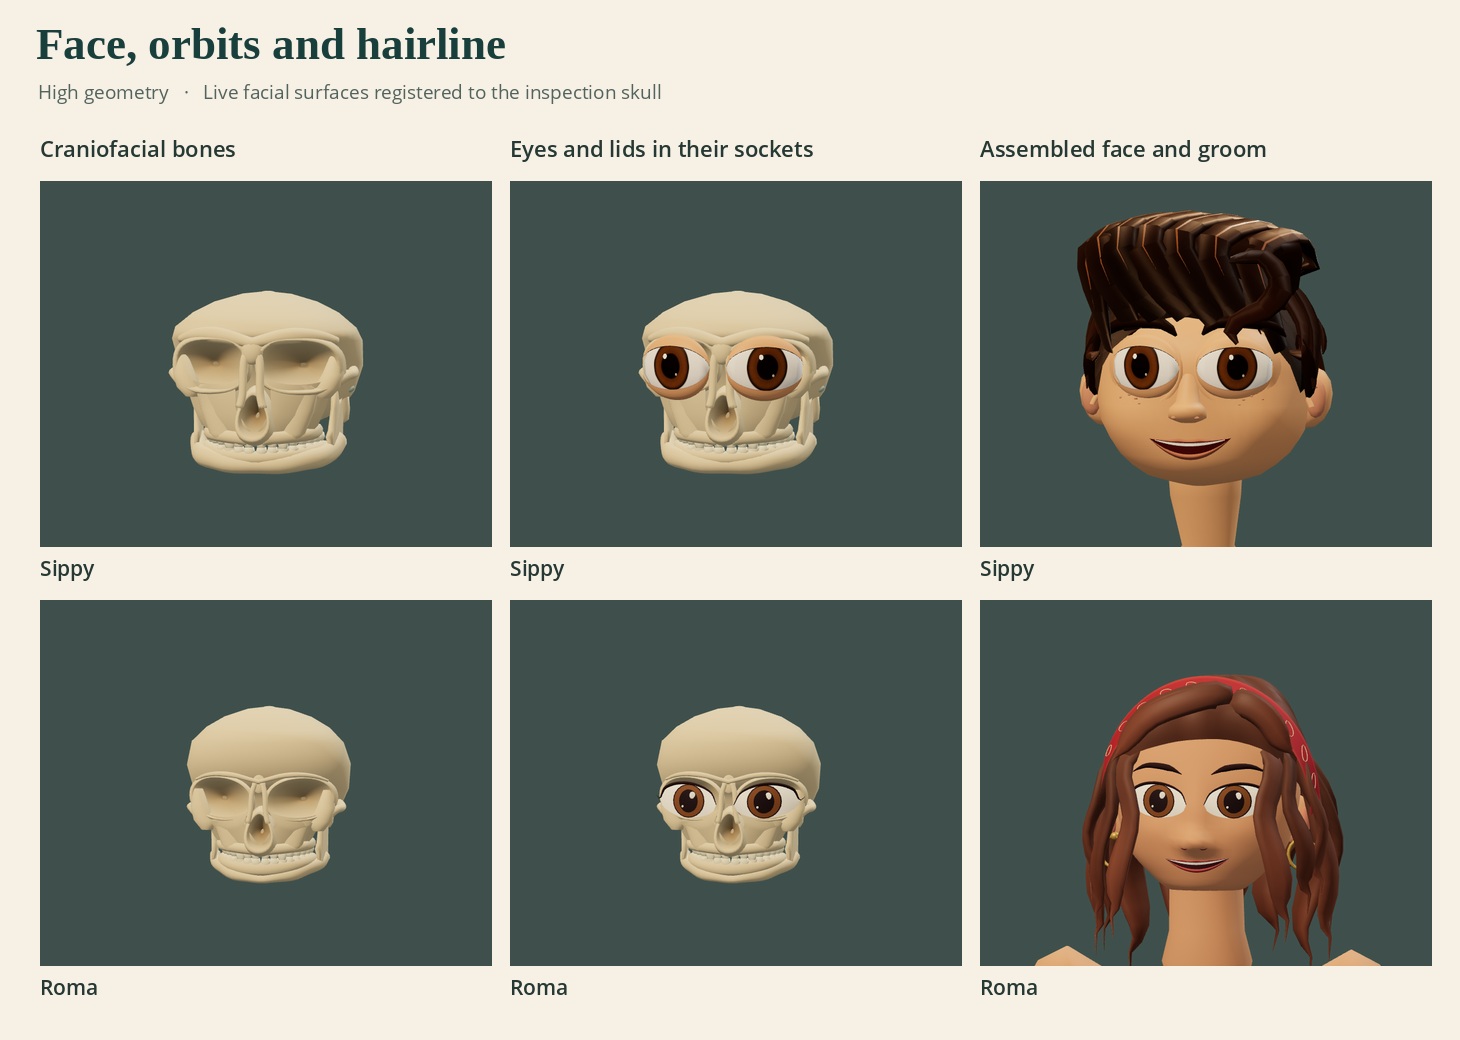 Face, orbits and hairline
High geometry · Live facial surfaces registered to the inspection skull
Craniofacial bones
Eyes and lids in their sockets
Assembled face and groom
Sippy
Sippy
Sippy
Roma
Roma
Roma